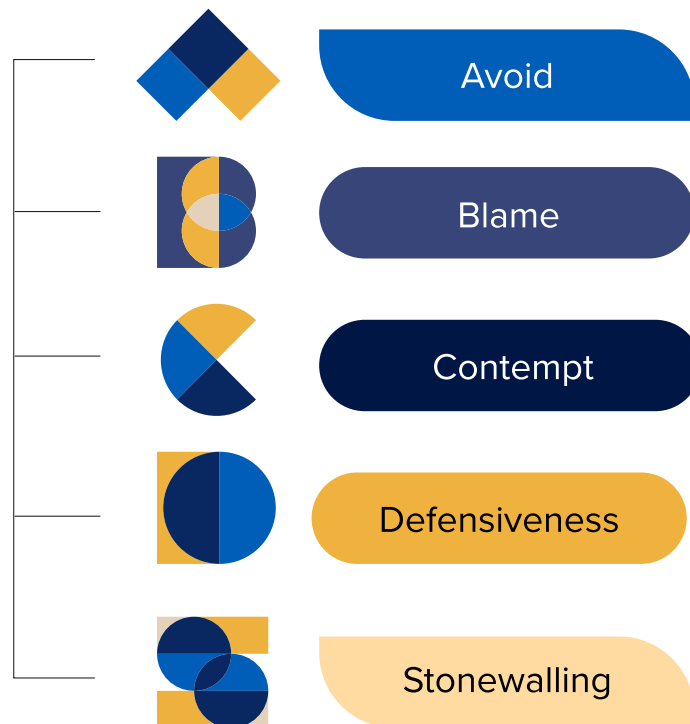 Avoid
Blame
Contempt
Defensiveness
Stonewalling